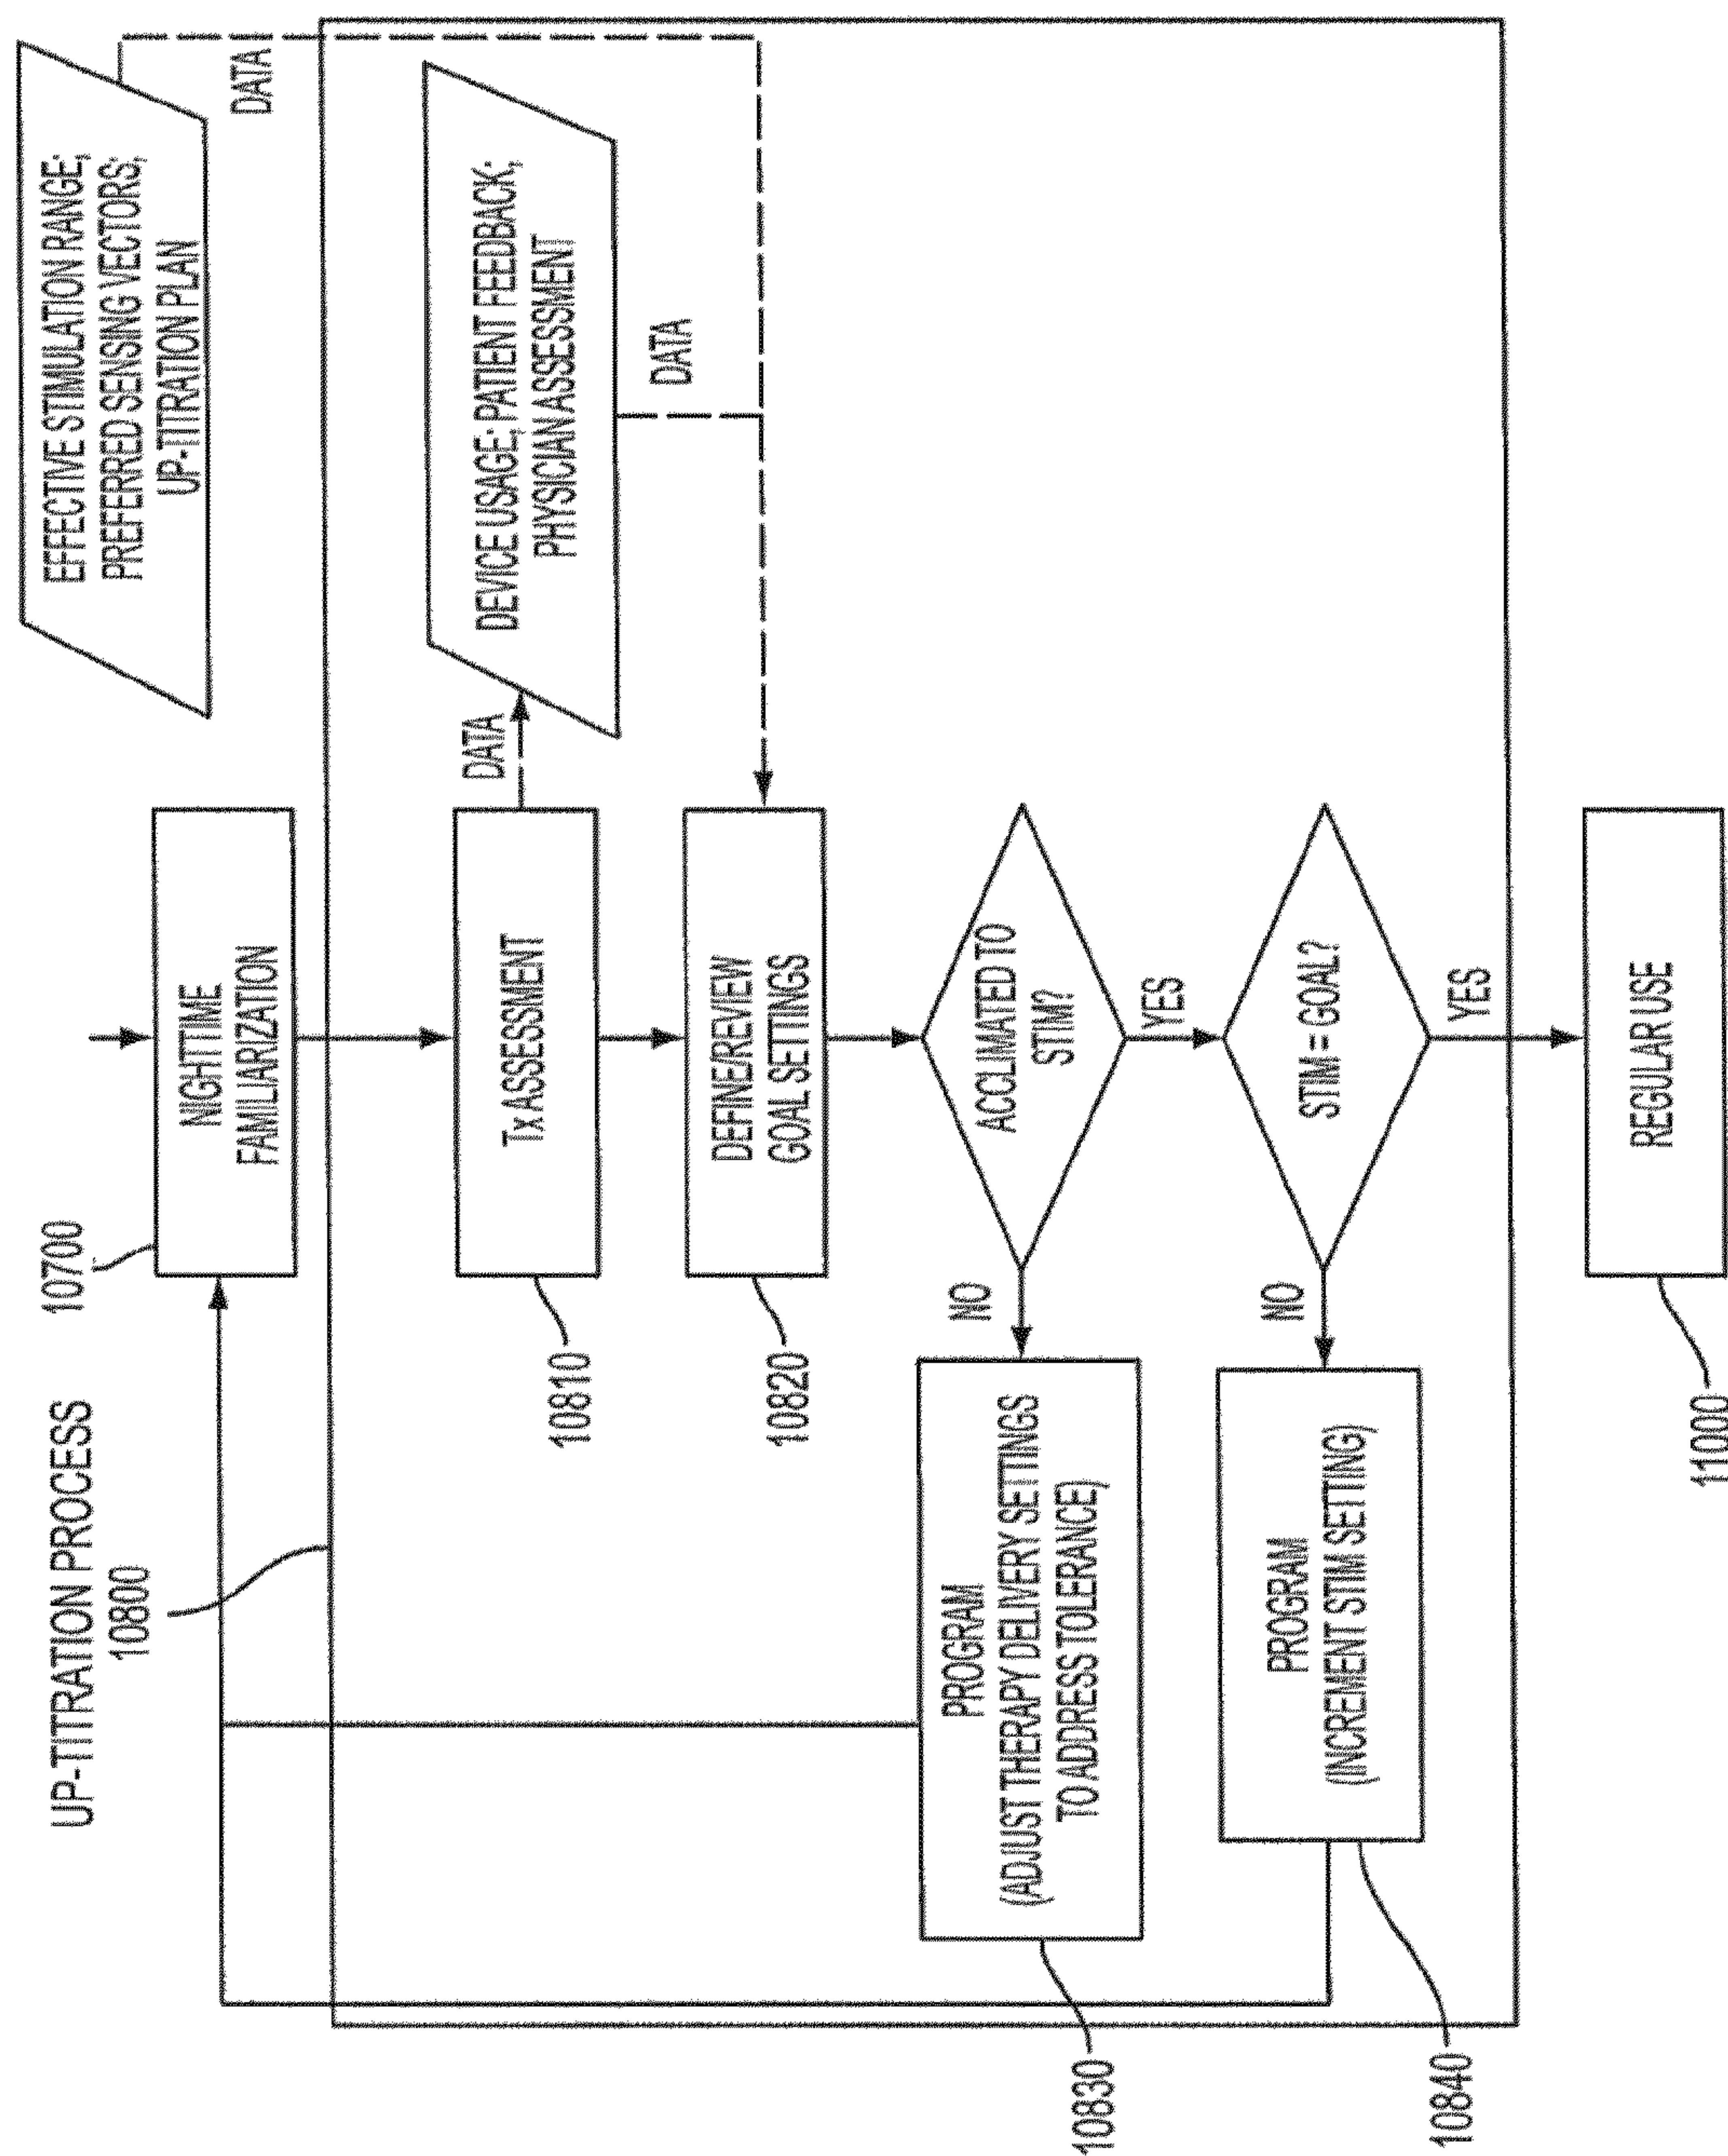 UP-TITRATION PROCESS
10800
10700
NIGHTTIME
FAMILIARIZATION
EFFECTIVE STIMULATION RANGE;
PREFERRED SENSING VECTORS;
UP-TITRATION PLAN
DATA
Tx ASSESSMENT
10810
DATA
DEVICE USAGE; PATIENT FEEDBACK;
PHYSICIAN ASSESSMENT
DATA
DEFINE/REVIEW
GOAL SETTINGS
10820
ACCLIMATED TO
STIM?
NO
YES
PROGRAM
(ADJUST THERAPY DELIVERY SETTINGS
TO ADDRESS TOLERANCE)
10830
STIM = GOAL?
NO
YES
PROGRAM
(INCREMENT STIM SETTING)
10840
REGULAR USE
11000